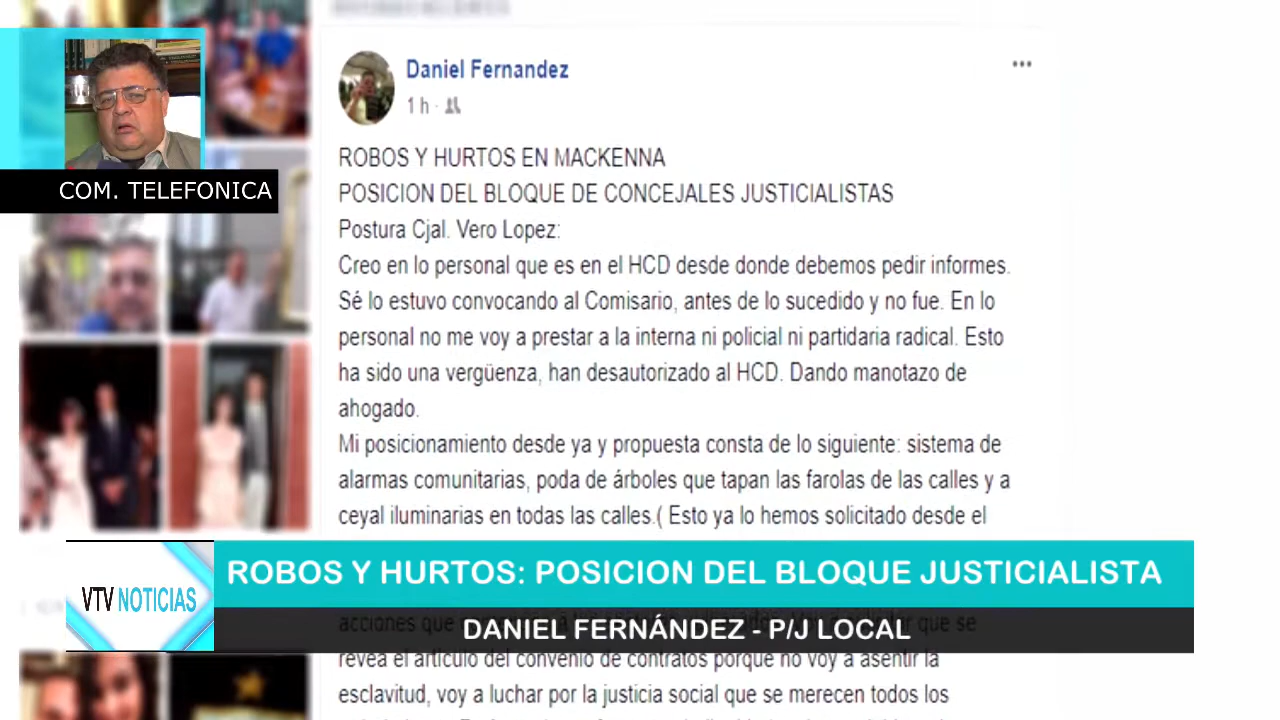 Daniel Fernandez
1 h ·
COM. TELEFONICA
ROBOS Y HURTOS EN MACKENNA
POSICION DEL BLOQUE DE CONCEJALES JUSTICIALISTAS
Postura Cjal. Vero Lopez:
Creo en lo personal que es en el HCD desde donde debemos pedir informes.
Sé lo estuvo convocando al Comisario, antes de lo sucedido y no fue. En lo
personal no me voy a prestar a la interna ni policial ni partidaria radical. Esto
ha sido una vergüenza, han desautorizado al HCD. Dando manotazo de
ahogado.
Mi posicionamiento desde ya y propuesta consta de lo siguiente: sistema de
alarmas comunitarias, poda de árboles que tapan las farolas de las calles y a
ceyal iluminarias en todas las calles.( Esto ya lo hemos solicitado desde el
VTV NOTICIAS
ROBOS Y HURTOS: POSICION DEL BLOQUE JUSTICIALISTA
DANIEL FERNÁNDEZ - P/J LOCAL
acciones que
que se
revea el artículo del convenio de contratos porque no voy a asentir la
esclavitud, voy a luchar por la justicia social que se merecen todos los